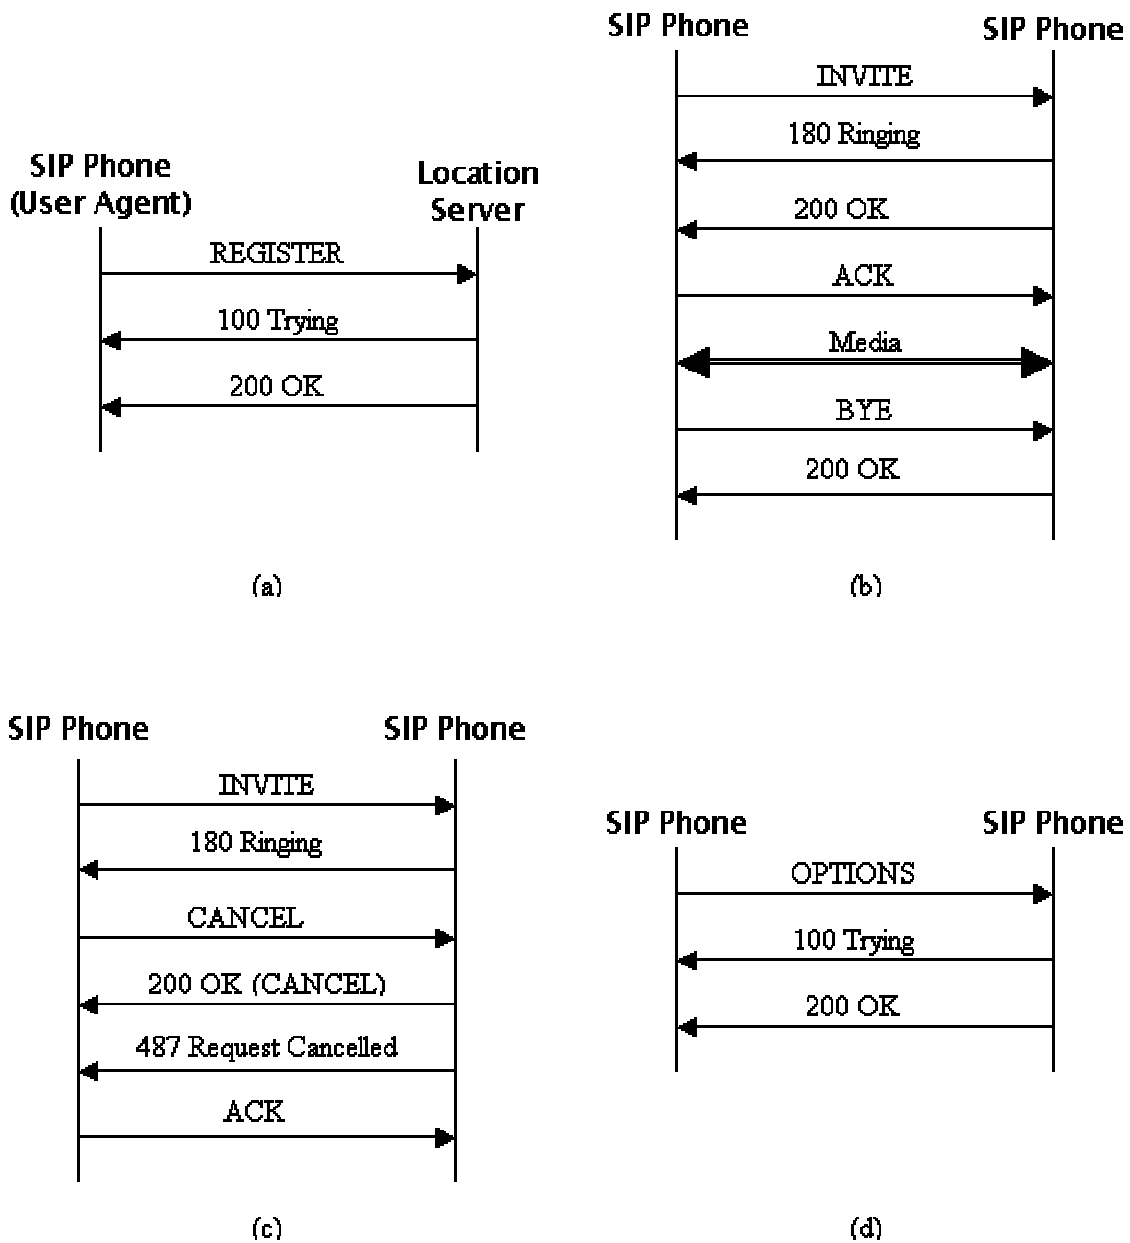 SIP Phone
(User Agent)
Location
Server
REGISTER
100 Trying
200 OK
(a)
SIP Phone
SIP Phone
INVITE
180 Ringing
200 OK
ACK
Media
BYE
200 OK
(b)
SIP Phone
SIP Phone
INVITE
180 Ringing
CANCEL
200 OK (CANCEL)
487 Request Cancelled
ACK
(c)
SIP Phone
SIP Phone
OPTIONS
100 Trying
200 OK
(d)